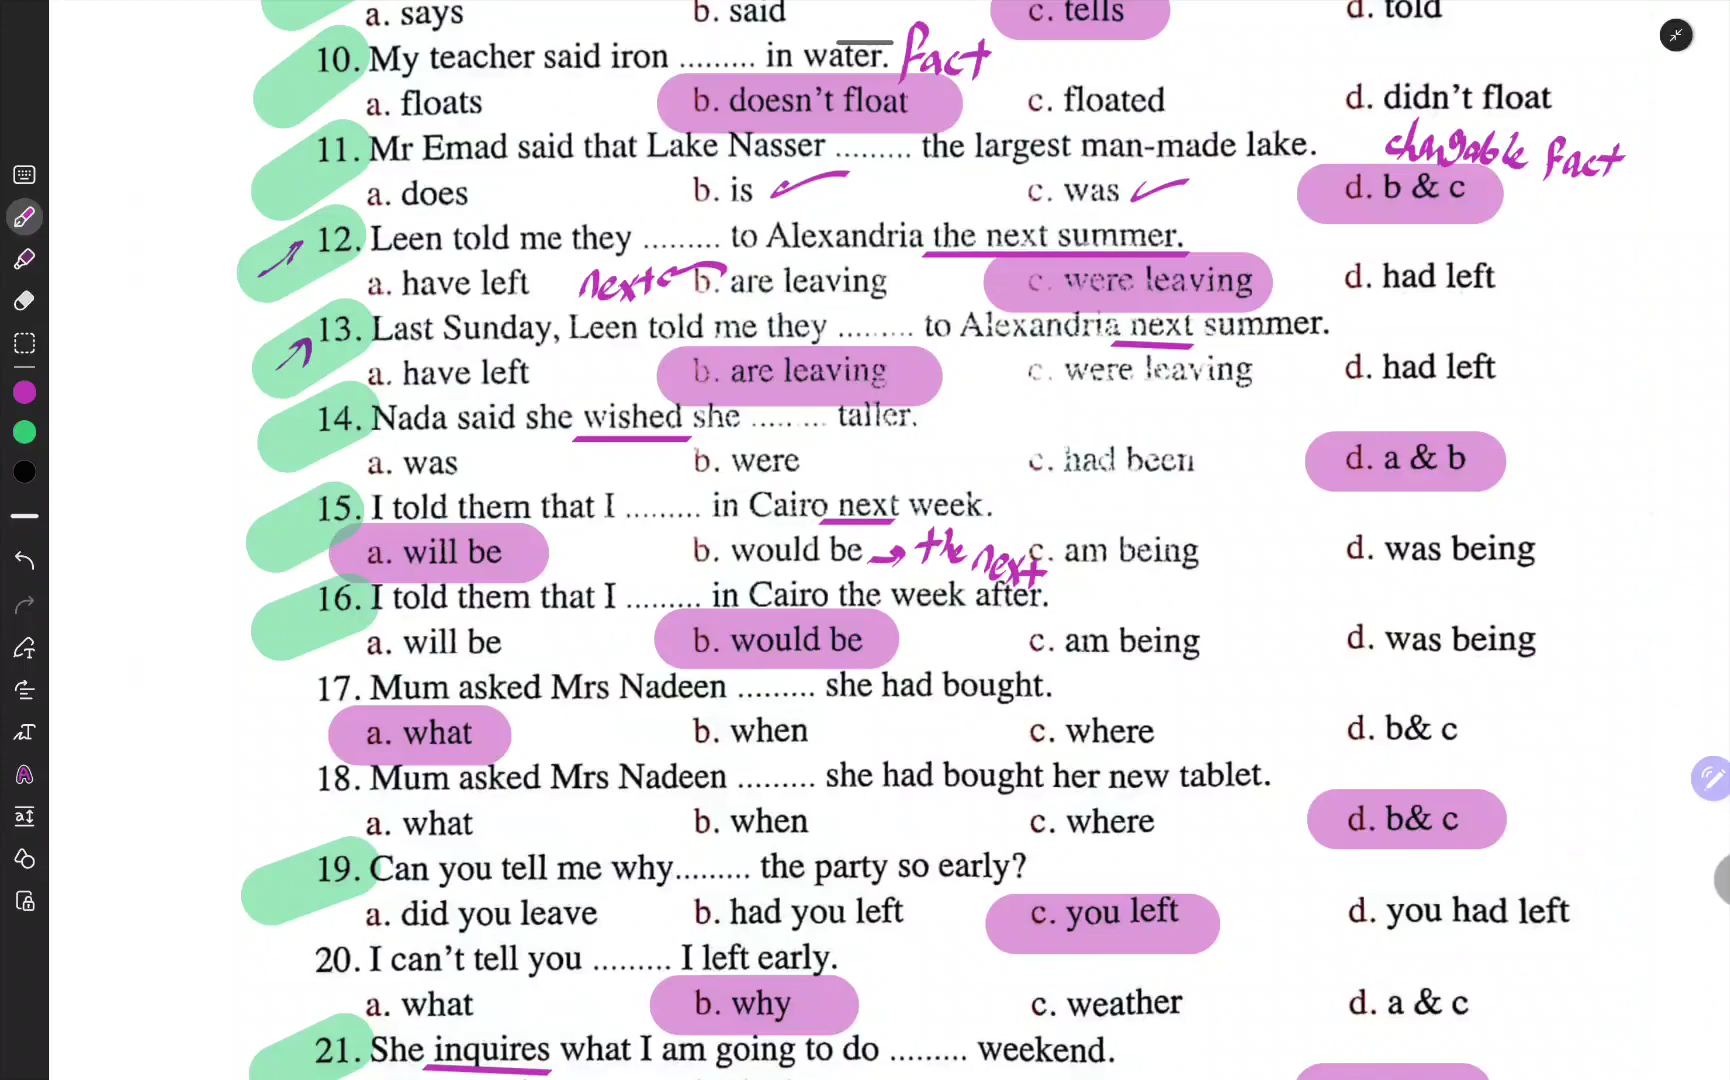 a. says b. said c. tells d. told
10. My teacher said iron ......... in water. fact
a. floats b. doesn't float c. floated d. didn't float
11. Mr Emad said that Lake Nasser ......... the largest man-made lake. changable fact
a. does b. is c. was d. b & c
12. Leen told me they ......... to Alexandria the next summer.
a. have left next b. are leaving c. were leaving d. had left
13. Last Sunday, Leen told me they ......... to Alexandria next summer.
a. have left b. are leaving c. were leaving d. had left
14. Nada said she wished she ......... taller.
a. was b. were c. had been d. a & b
15. I told them that I ......... in Cairo next week.
a. will be b. would be → the next c. am being d. was being
16. I told them that I ......... in Cairo the week after.
a. will be b. would be c. am being d. was being
17. Mum asked Mrs Nadeen ......... she had bought.
a. what b. when c. where d. b& c
18. Mum asked Mrs Nadeen ......... she had bought her new tablet.
a. what b. when c. where d. b& c
19. Can you tell me why......... the party so early?
a. did you leave b. had you left c. you left d. you had left
20. I can't tell you ......... I left early.
a. what b. why c. weather d. a & c
21. She inquires what I am going to do ......... weekend.